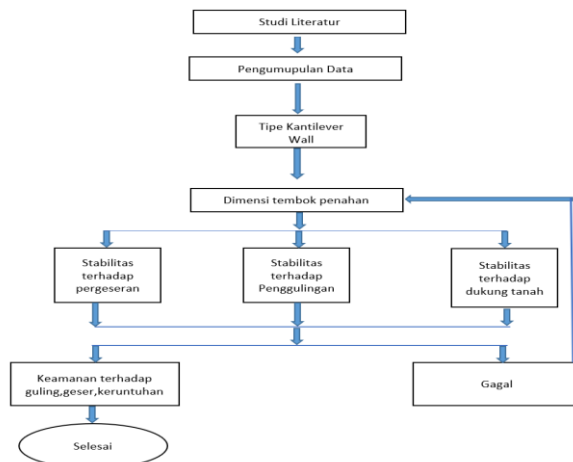 Studi Literatur
Pengumupulan Data
Tipe Kantilever
Wall
Dimensi tembok penahan
Stabilitas
terhadap
pergeseran
Stabilitas
terhadap
Penggulingan
Stabilitas
terhadap
dukung tanah
Keamanan terhadap
guling,geser,keruntuhan
Gagal
Selesai